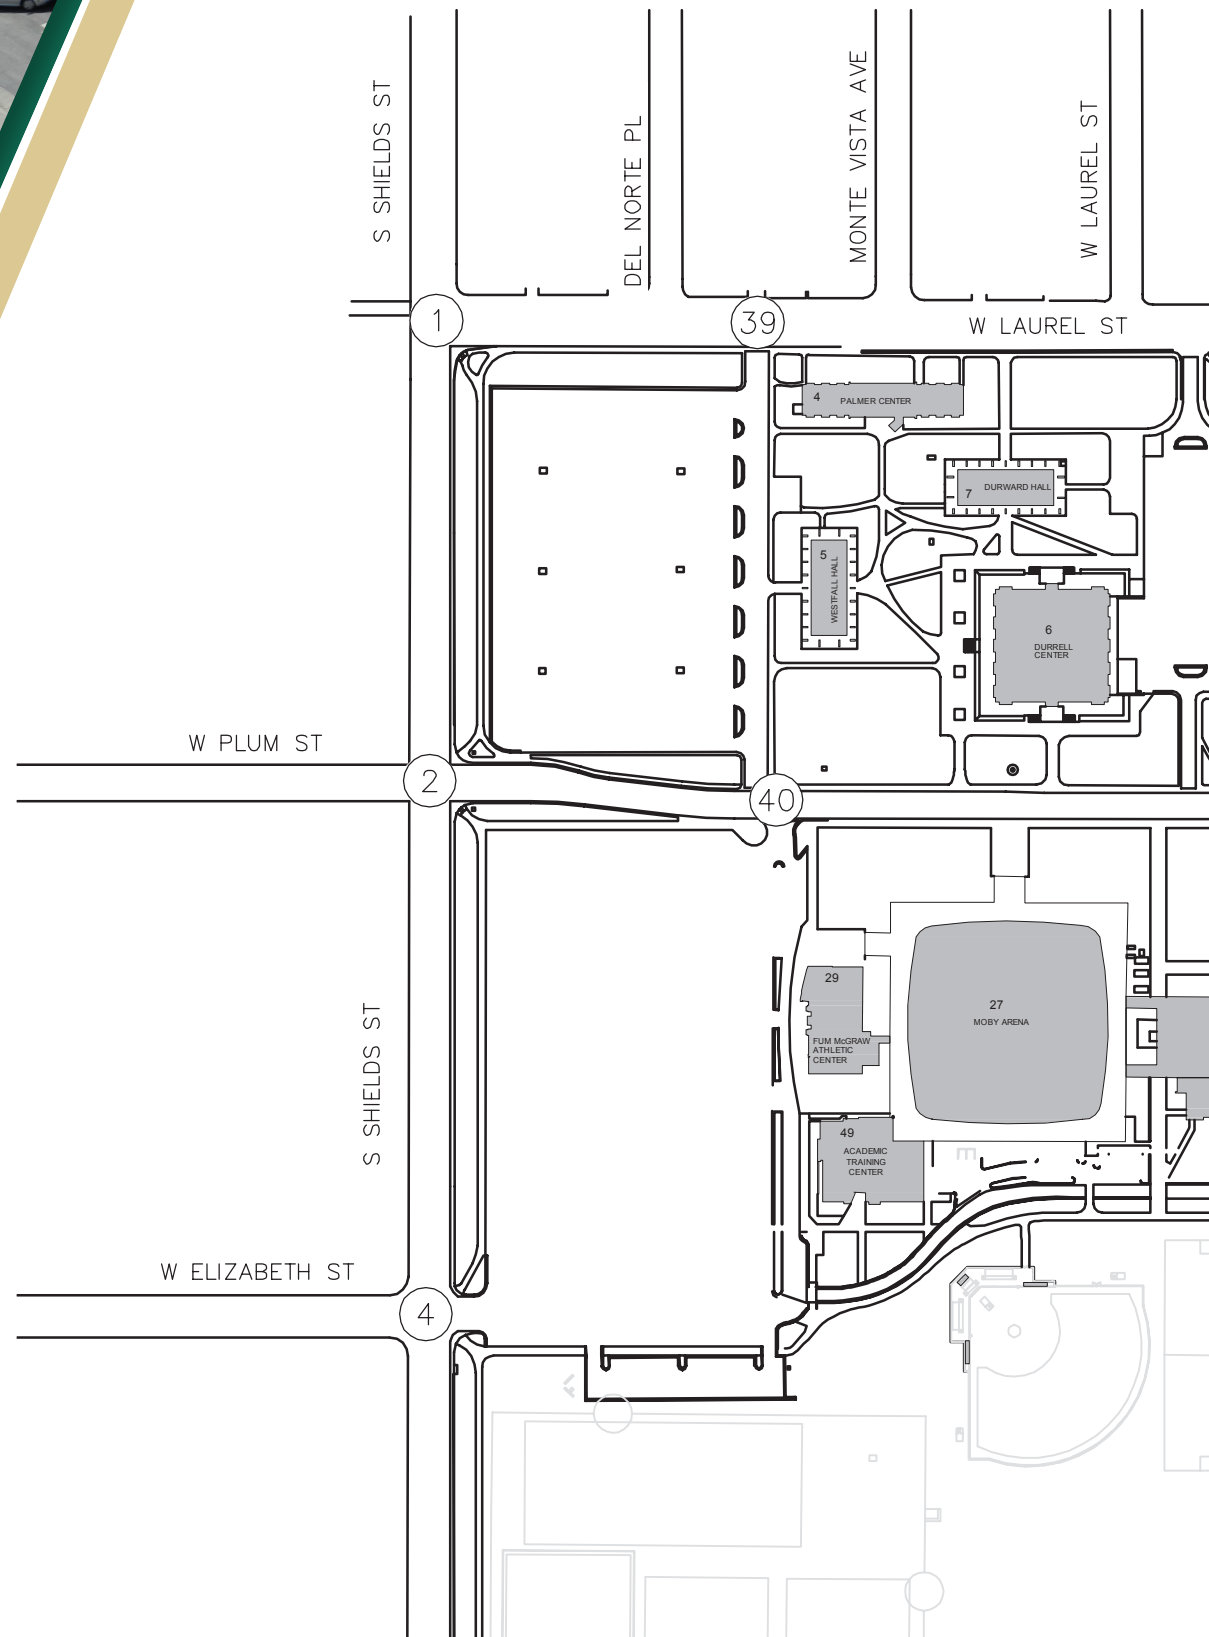 S SHIELDS ST
DEL NORTE PL
MONTE VISTA AVE
W LAUREL ST
1
39
W LAUREL ST
4
PALMER CENTER
7
DURWARD HALL
5
WESTFALL HALL
6
DURRELL
CENTER
W PLUM ST
2
40
29
FUM McGRAW
ATHLETIC
CENTER
27
MOBY ARENA
S SHIELDS ST
49
ACADEMIC
TRAINING
CENTER
E
W ELIZABETH ST
4